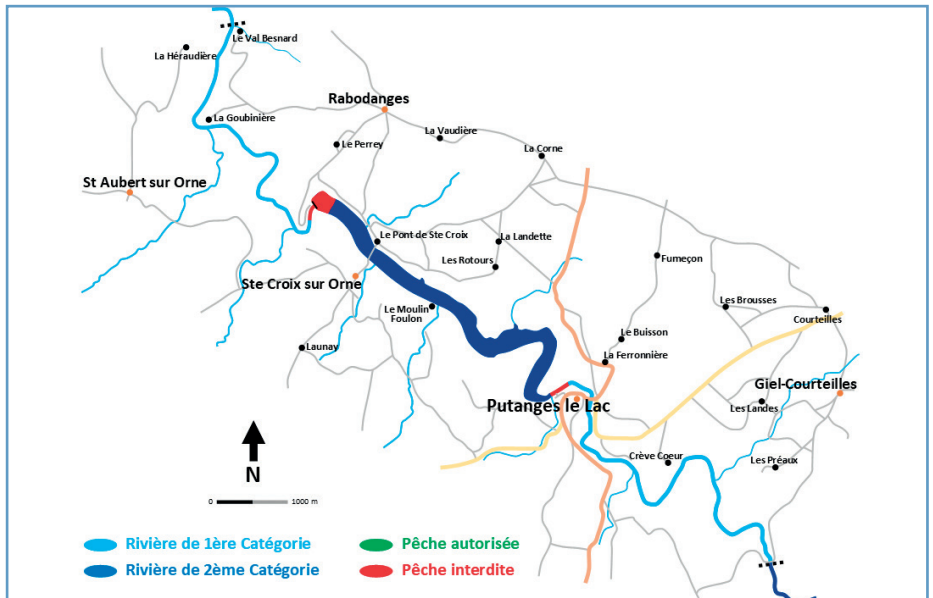 Le Val Besnard
La Héraudière
Rabodanges
La Goubinière
La Vaudière
Le Perrey
La Corne
St Aubert sur Orne
Le Pont de Ste Croix
La Landette
Les Rotours
Fumeçon
Ste Croix sur Orne
Le Moulin
Foulon
Les Brousses
Courteilles
Launay
Le Buisson
La Ferronnière
Giel-Courteilles
Putanges le Lac
Les Landes
Crève Coeur
Les Préaux
N
0 1000 m
Rivière de 1ère Catégorie
Pêche autorisée
Rivière de 2ème Catégorie
Pêche interdite